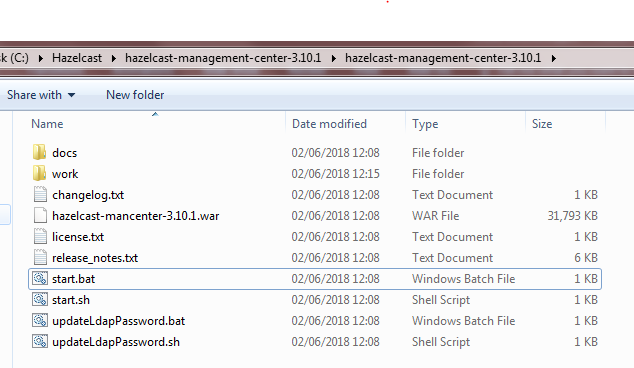 k (C:) Hazelcast hazelcast-management-center-3.10.1 hazelcast-management-center-3.10.1
Share with New folder
Name Date modified Type Size
docs 02/06/2018 12:08 File folder
work 02/06/2018 12:15 File folder
changelog.txt 02/06/2018 12:08 Text Document 1 KB
hazelcast-mancenter-3.10.1.war 02/06/2018 12:08 WAR File 31,793 KB
license.txt 02/06/2018 12:08 Text Document 1 KB
release_notes.txt 02/06/2018 12:08 Text Document 6 KB
start.bat 02/06/2018 12:08 Windows Batch File 1 KB
start.sh 02/06/2018 12:08 Shell Script 1 KB
updateLdapPassword.bat 02/06/2018 12:08 Windows Batch File 1 KB
updateLdapPassword.sh 02/06/2018 12:08 Shell Script 1 KB